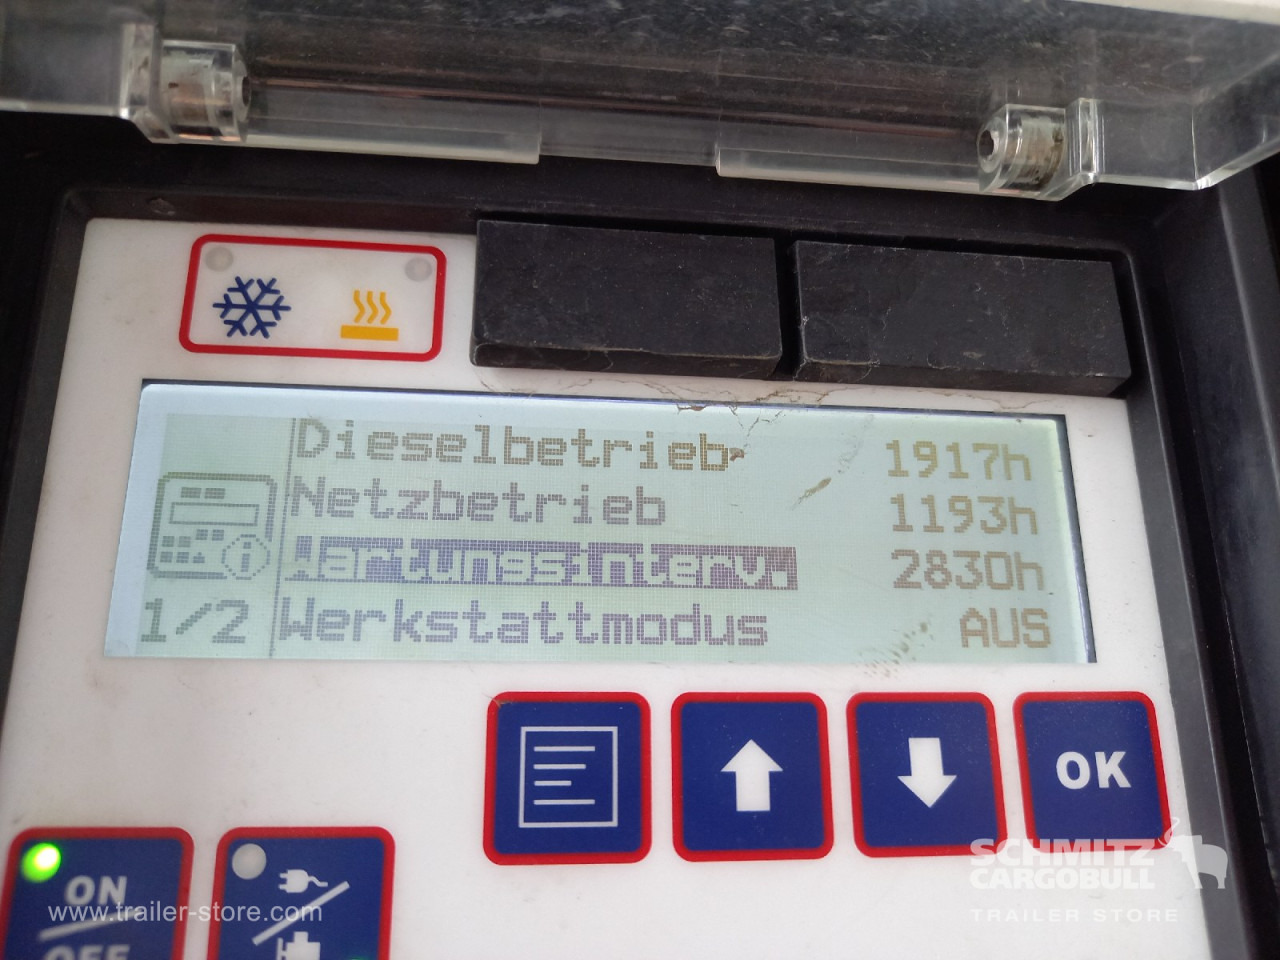 Dieselbetrieb 1917h
Netzbetrieb 1193h
Wartungsinterv. 2830h
1/2 Werkstattmodus AUS
OK
ON
OFF
www.trailer-store.com
SCHMITZ
CARGOBULL
TRAILER STORE